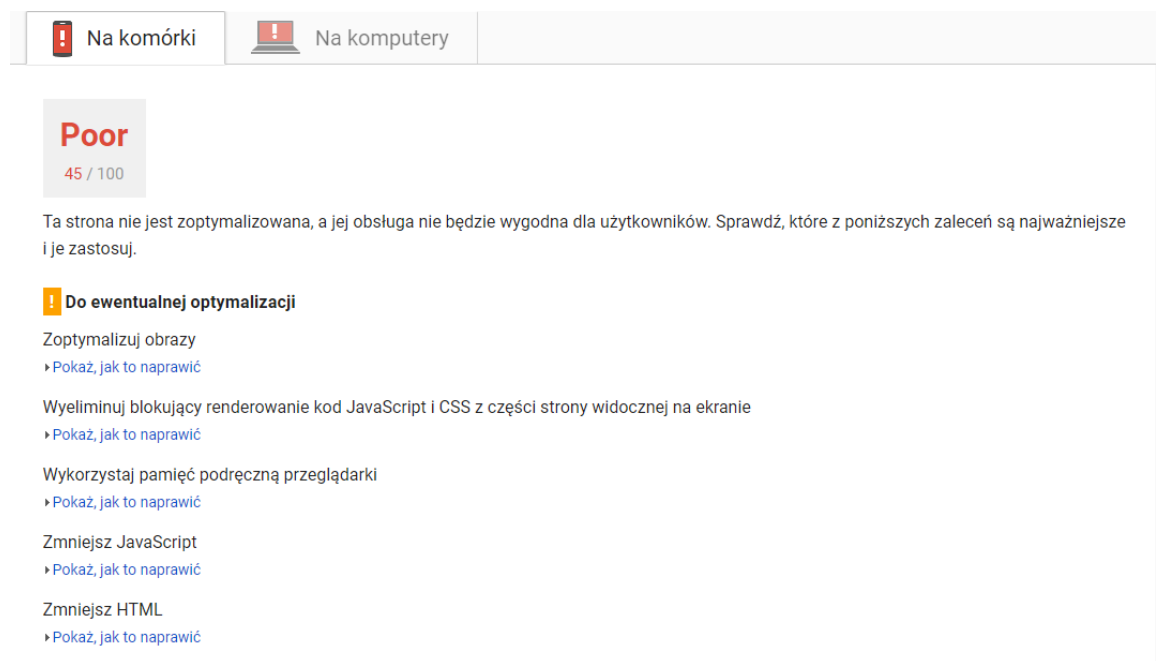 Na komórki
Na komputery
Poor
45 / 100
Ta strona nie jest zoptymalizowana, a jej obsługa nie będzie wygodna dla użytkowników. Sprawdź, które z poniższych zaleceń są najważniejsze
i je zastosuj.
! Do ewentualnej optymalizacji
Zoptymalizuj obrazy
Pokaż, jak to naprawić
Wyeliminuj blokujący renderowanie kod JavaScript i CSS z części strony widocznej na ekranie
Pokaż, jak to naprawić
Wykorzystaj pamięć podręczną przeglądarki
Pokaż, jak to naprawić
Zmniejsz JavaScript
Pokaż, jak to naprawić
Zmniejsz HTML
Pokaż, jak to naprawić